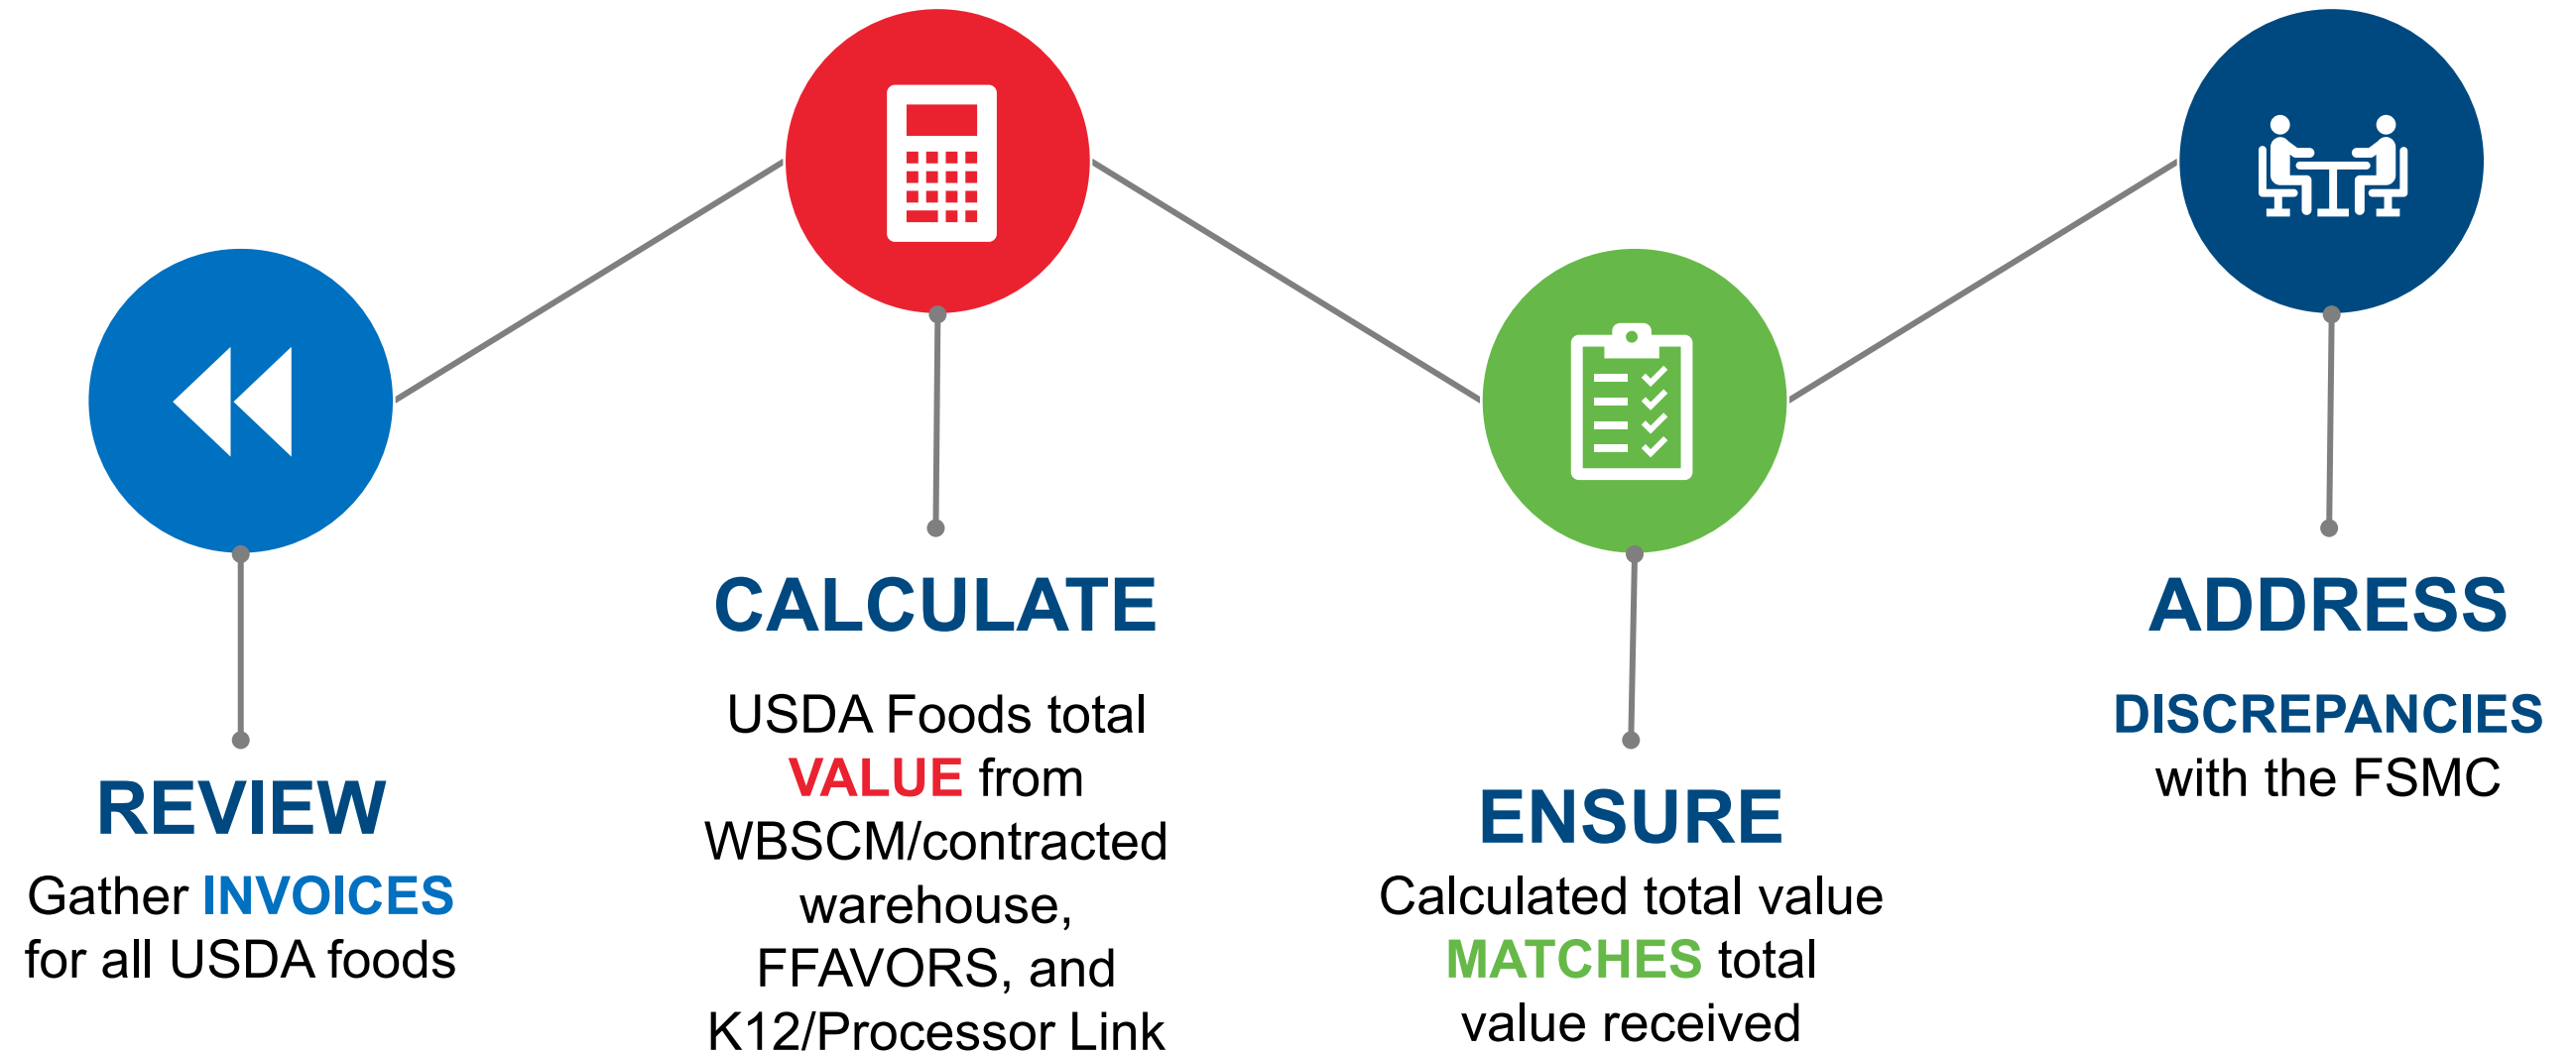 REVIEW
Gather INVOICES
for all USDA foods
CALCULATE
USDA Foods total
VALUE from
WBSCM/contracted
warehouse,
FFAVORS, and
K12/Processor Link
ENSURE
Calculated total value
MATCHES total
value received
ADDRESS
DISCREPANCIES
with the FSMC